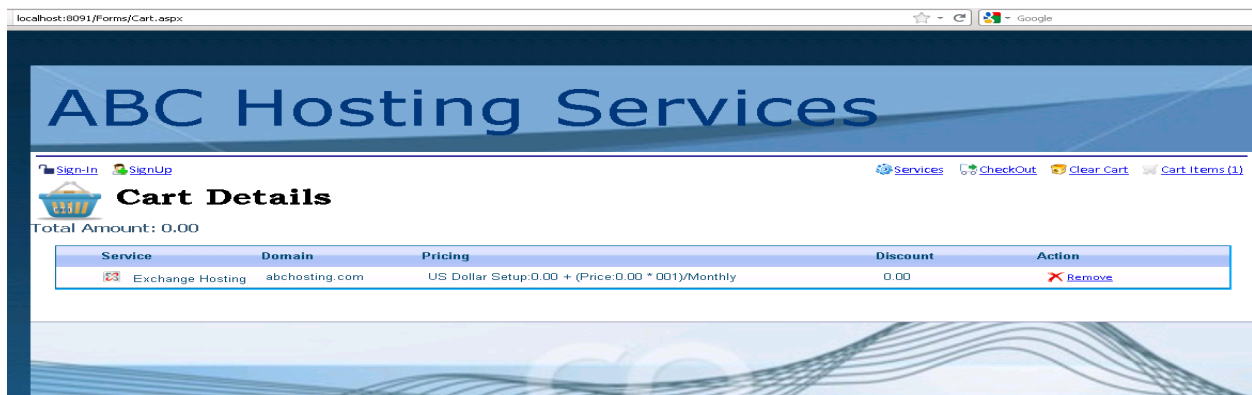 localhost:8091/Forms/Cart.aspx Google
ABC Hosting Services
Sign-In SignUp Services CheckOut Clear Cart Cart Items (1)
Cart Details
Total Amount: 0.00
Service Domain Pricing Discount Action
Exchange Hosting abchosting.com US Dollar Setup:0.00 + (Price:0.00 * 001)/Monthly 0.00 Remove